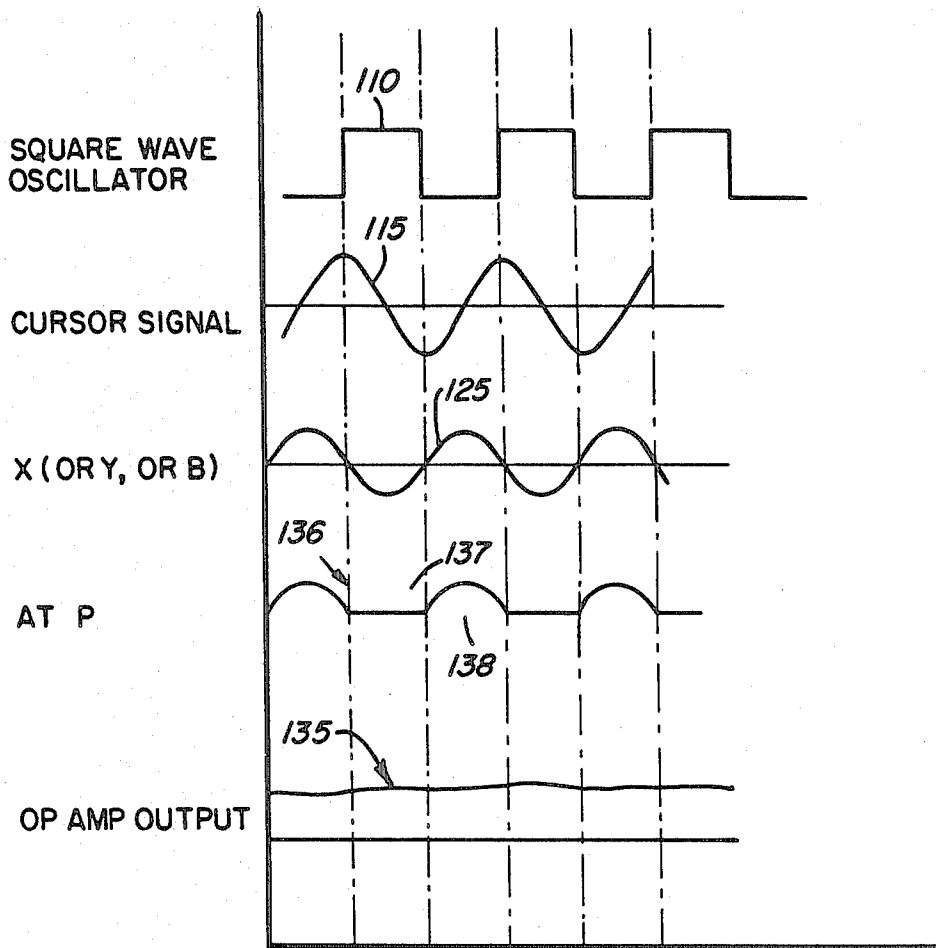 110
SQUARE WAVE
OSCILLATOR
115
CURSOR SIGNAL
125
X (OR Y, OR B)
136
137
AT P
138
135
OP AMP OUTPUT